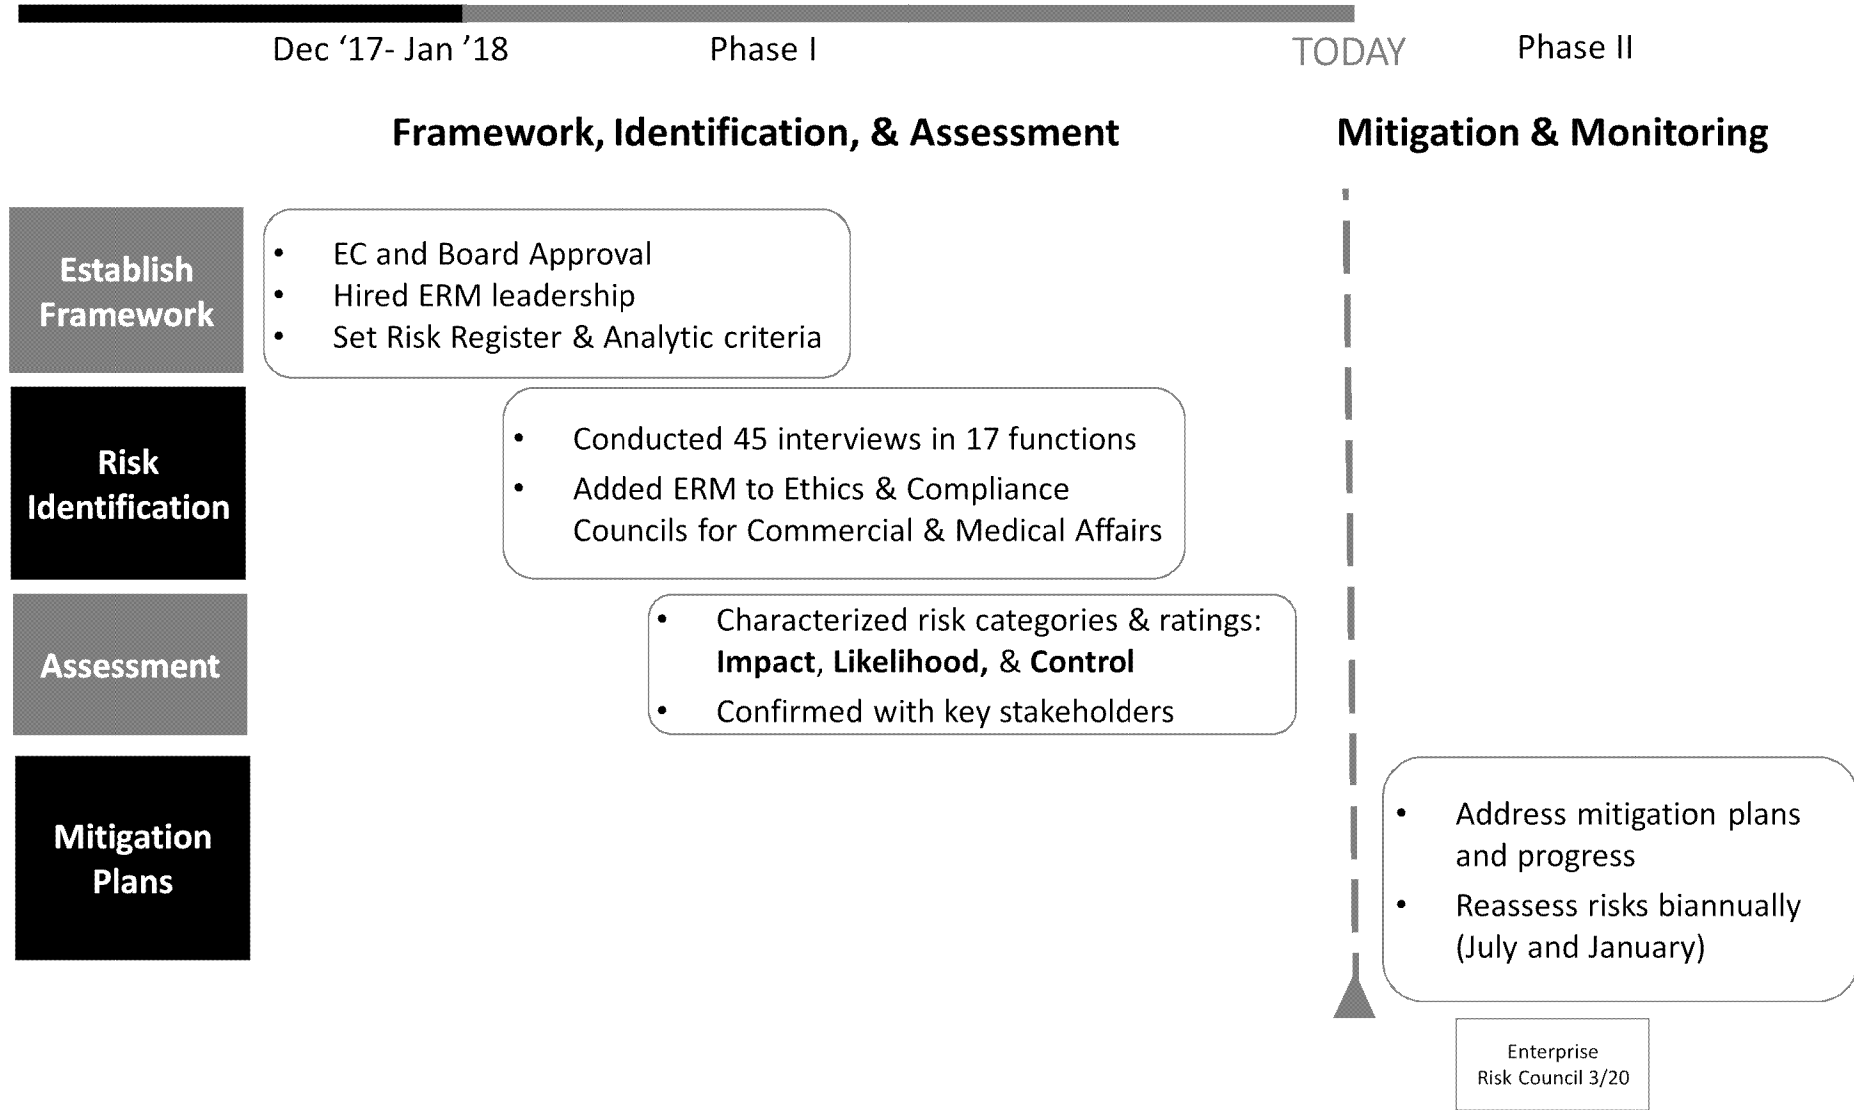 Dec ‘17- Jan ’18
Phase I
TODAY
Phase II
Framework, Identification, & Assessment
Mitigation & Monitoring
Establish
Framework
• EC and Board Approval
• Hired ERM leadership
• Set Risk Register & Analytic criteria
Risk
Identification
• Conducted 45 interviews in 17 functions
• Added ERM to Ethics & Compliance
Councils for Commercial & Medical Affairs
Assessment
• Characterized risk categories & ratings:
Impact, Likelihood, & Control
• Confirmed with key stakeholders
Mitigation
Plans
• Address mitigation plans
and progress
• Reassess risks biannually
(July and January)
Enterprise
Risk Council 3/20